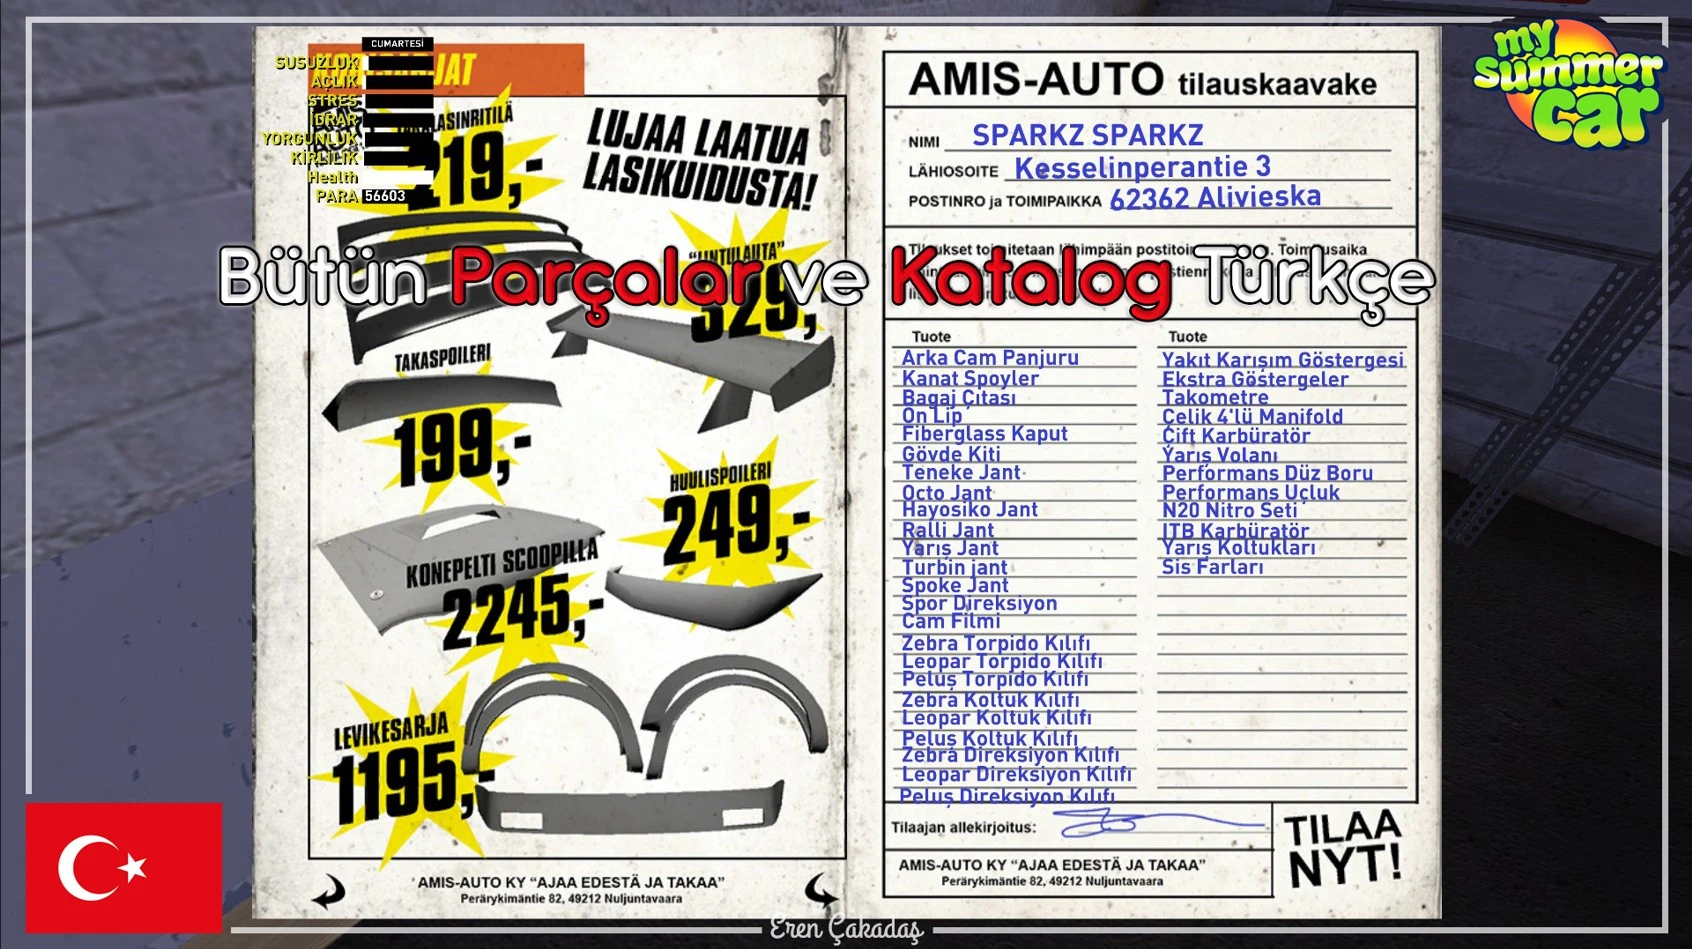 CUMARTESİ
SUSUZLUK
AÇLIK
STRES
İDRAR
YORGUNLUK
KİRLİLİK
Health
PARA 56603
219,-
LUJAA LAATUA
LASIKUIDUSTA!
329,-
TAKASPOILERI
199,-
HUULISPOILERI
249,-
KONEPELTI SCOOPILLA
2245,-
LEVIKESARJA
1195,-
AMIS-AUTO KY “AJAA EDESTÄ JA TAKAA”
Perärykimäntie 82, 49212 Nuljuntavaara
my
summer
car
AMIS-AUTO tilauskaavake
NIMI SPARKZ SPARKZ
LÄHIOSOITE Kesselinperantie 3
POSTINRO ja TOIMIPAIKKA 62362 Alivieska
Bütün Parçalar ve Katalog Türkçe
Tuote
Arka Cam Panjuru
Kanat Spoyler
Bagaj Çıtası
Ön Lip
Fiberglass Kaput
Gövde Kiti
Teneke Jant
Octo Jant
Hayosiko Jant
Ralli Jant
Yarış Jant
Turbin jant
Spoke Jant
Spor Direksiyon
Cam Filmi
Zebra Torpido Kılıfı
Leopar Torpido Kılıfı
Peluş Torpido Kılıfı
Zebra Koltuk Kılıfı
Leopar Koltuk Kılıfı
Peluş Koltuk Kılıfı
Zebra Direksiyon Kılıfı
Leopar Direksiyon Kılıfı
Peluş Direksiyon Kılıfı
Tuote
Yakıt Karışım Göstergesi
Ekstra Göstergeler
Takometre
Çelik 4'lü Manifold
Çift Karbüratör
Yarış Volanı
Performans Düz Boru
Performans Uçluk
N20 Nitro Seti
ITB Karbüratör
Yarış Koltukları
Sis Farları
Tilaajan allekirjoitus:
AMIS-AUTO KY “AJAA EDESTÄ JA TAKAA”
Perärykimäntie 82, 49212 Nuljuntavaara
TILAA
NYT!
Eren Çakadaş